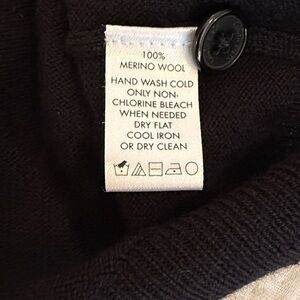 100%
MERINO WOOL
HAND WASH COLD
ONLY NON-
CHLORINE BLEACH
WHEN NEEDED
DRY FLAT
COOL IRON
OR DRY CLEAN